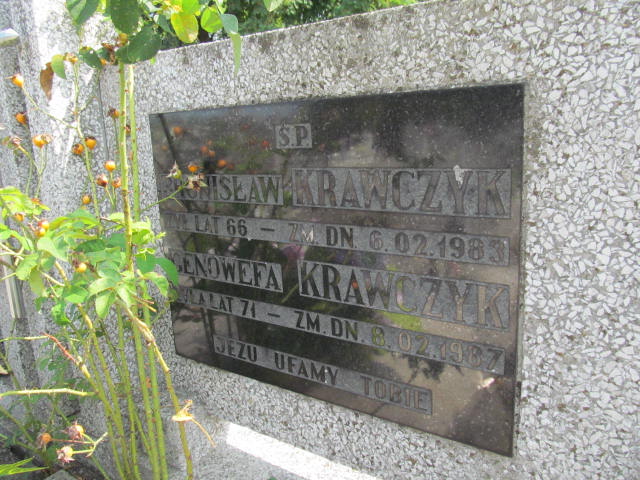 Ś.P.
KRAWCZYK
LAT 66 - ZM. DN. 6.02.1983
GENOWEFA KRAWCZYK
LAT 71 - ZM. DN. 8.02.1987
JEZU UFAMY TOBIE